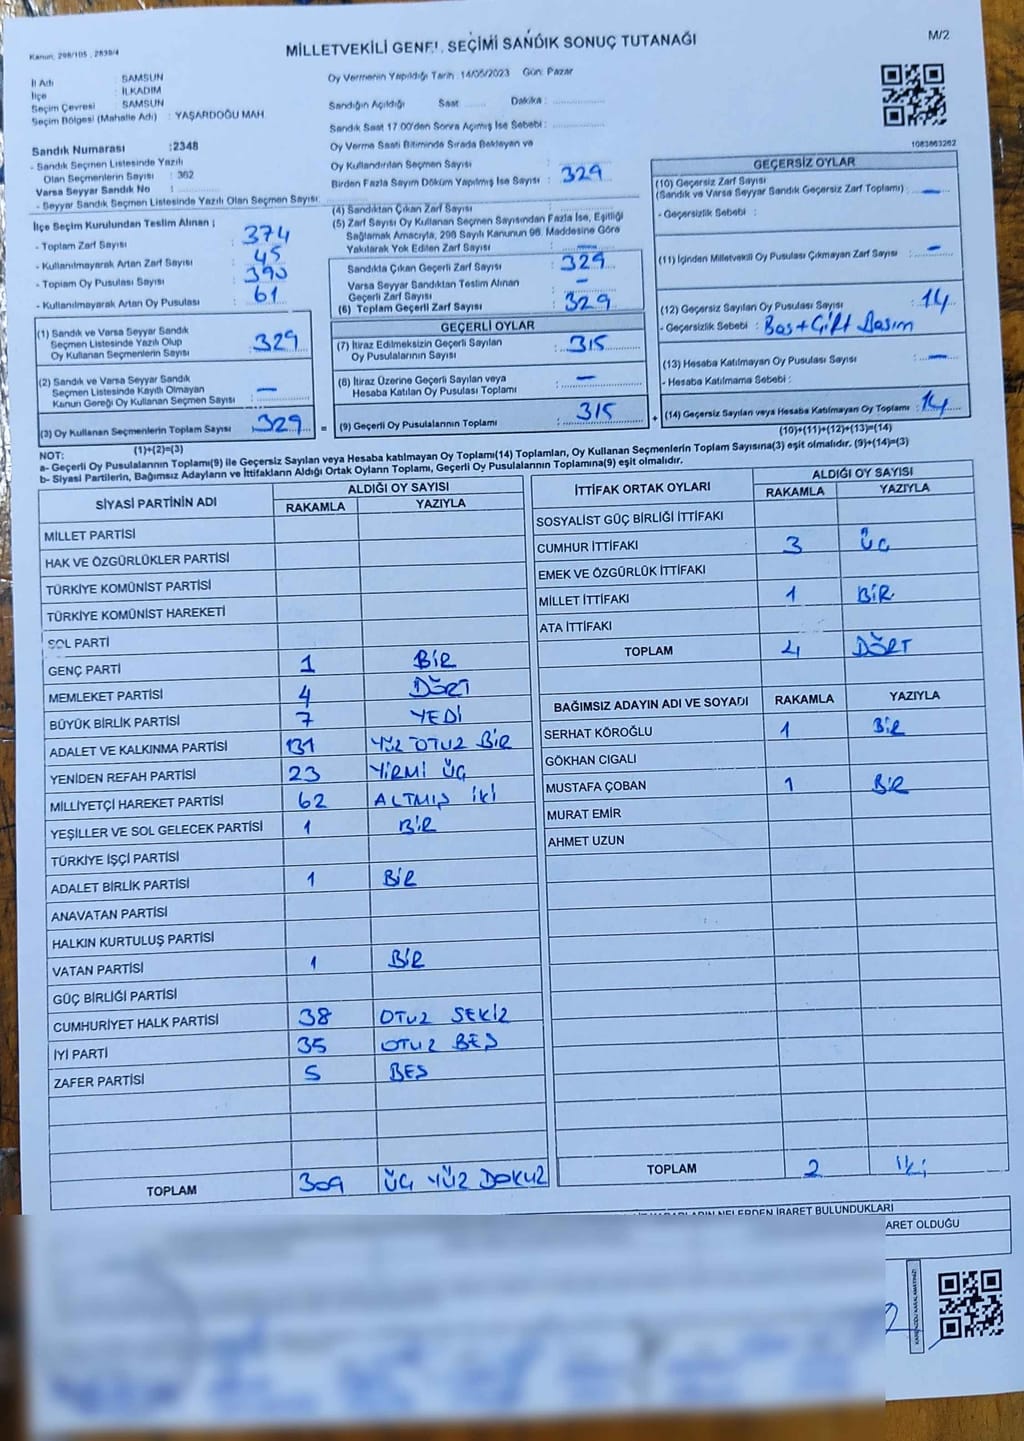 Kanun: 298/105 , 2839/4
MİLLETVEKİLİ GENEL SEÇİMİ SANDIK SONUÇ TUTANAĞI
M/2
İl Adı : SAMSUN
İlçe : İLKADIM
Seçim Çevresi : SAMSUN
Seçim Bölgesi (Mahalle Adı) : YAŞARDOĞU MAH.
Sandık Numarası :2348
- Sandık Seçmen Listesinde Yazılı
Olan Seçmenlerin Sayısı : 362
Varsa Seyyar Sandık No :
- Seyyar Sandık Seçmen Listesinde Yazılı Olan Seçmen Sayısı:
Oy Vermenin Yapıldığı Tarih :14/05/2023 Gün: Pazar
Sandığın Açıldığı Saat Dakika :
Sandık Saat 17.00'den Sonra Açılmış İse Sebebi :
Oy Verme Saati Bitiminde Sırada Bekleyen ve
Oy Kullandırılan Seçmen Sayısı :
Birden Fazla Sayım Döküm Yapılmış İse Sayısı :
329
1083863262
İlçe Seçim Kurulundan Teslim Alınan ;
- Toplam Zarf Sayısı : 374
- Kullanılmayarak Artan Zarf Sayısı : 45
- Toplam Oy Pusulası Sayısı : 390
- Kullanılmayarak Artan Oy Pusulası : 61
(1) Sandık ve Varsa Seyyar Sandık
Seçmen Listesinde Yazılı Olup
Oy Kullanan Seçmenlerin Sayısı : 329
(2) Sandık ve Varsa Seyyar Sandık
Seçmen Listesinde Kayıtlı Olmayan
Kanun Gereği Oy Kullanan Seçmen Sayısı : —
(3) Oy Kullanan Seçmenlerin Toplam Sayısı : 329
(1)+(2)=(3)
(4) Sandıktan Çıkan Zarf Sayısı :
(5) Zarf Sayısı Oy Kullanan Seçmen Sayısından Fazla İse, Eşitliği
Sağlamak Amacıyla, 298 Sayılı Kanunun 98. Maddesine Göre
Yakılarak Yok Edilen Zarf Sayısı : —
Sandıkta Çıkan Geçerli Zarf Sayısı : 329
Varsa Seyyar Sandıktan Teslim Alınan
Geçerli Zarf Sayısı : —
(6) Toplam Geçerli Zarf Sayısı : 329
GEÇERLİ OYLAR
(7) İtiraz Edilmeksizin Geçerli Sayılan
Oy Pusulalarının Sayısı : 315
(8) İtiraz Üzerine Geçerli Sayılan veya
Hesaba Katılan Oy Pusulası Toplamı : —
= (9) Geçerli Oy Pusulalarının Toplamı : 315
GEÇERSİZ OYLAR
(10) Geçersiz Zarf Sayısı
(Sandık ve Varsa Seyyar Sandık Geçersiz Zarf Toplamı) : —
- Geçersizlik Sebebi :
(11) İçinden Milletvekili Oy Pusulası Çıkmayan Zarf Sayısı : —
(12) Geçersiz Sayılan Oy Pusulası Sayısı : 14
- Geçersizlik Sebebi : Boş+Çift Basım
(13) Hesaba Katılmayan Oy Pusulası Sayısı : —
- Hesaba Katılmama Sebebi :
+ (14) Geçersiz Sayılan veya Hesaba Katılmayan Oy Toplamı : 14
(10)+(11)+(12)+(13)=(14)
NOT:
a- Geçerli Oy Pusulalarının Toplamı(9) ile Geçersiz Sayılan veya Hesaba katılmayan Oy Toplamı(14) Toplamları, Oy Kullanan Seçmenlerin Toplam Sayısına(3) eşit olmalıdır. (9)+(14)=(3)
b- Siyasi Partilerin, Bağımsız Adayların ve İttifakların Aldığı Ortak Oyların Toplamı, Geçerli Oy Pusulalarının Toplamına(9) eşit olmalıdır.
SİYASİ PARTİNİN ADI ALDIĞI OY SAYISI
RAKAMLA YAZIYLA
MİLLET PARTİSİ
HAK VE ÖZGÜRLÜKLER PARTİSİ
TÜRKİYE KOMÜNİST PARTİSİ
TÜRKİYE KOMÜNİST HAREKETİ
SOL PARTİ
GENÇ PARTİ 1 BİR
MEMLEKET PARTİSİ 4 DÖRT
BÜYÜK BİRLİK PARTİSİ 7 YEDİ
ADALET VE KALKINMA PARTİSİ 131 YÜZ OTUZ BİR
YENİDEN REFAH PARTİSİ 23 YİRMİ ÜÇ
MİLLİYETÇİ HAREKET PARTİSİ 62 ALTMIŞ İKİ
YEŞİLLER VE SOL GELECEK PARTİSİ 1 BİR
TÜRKİYE İŞÇİ PARTİSİ
ADALET BİRLİK PARTİSİ 1 BİR
ANAVATAN PARTİSİ
HALKIN KURTULUŞ PARTİSİ
VATAN PARTİSİ 1 BİR
GÜÇ BİRLİĞİ PARTİSİ
CUMHURİYET HALK PARTİSİ 38 OTUZ SEKİZ
İYİ PARTİ 35 OTUZ BEŞ
ZAFER PARTİSİ 5 BEŞ
TOPLAM 309 ÜÇ YÜZ DOKUZ
İTTİFAK ORTAK OYLARI ALDIĞI OY SAYISI
RAKAMLA YAZIYLA
SOSYALİST GÜÇ BİRLİĞİ İTTİFAKI
CUMHUR İTTİFAKI 3 ÜÇ
EMEK VE ÖZGÜRLÜK İTTİFAKI
MİLLET İTTİFAKI 1 BİR
ATA İTTİFAKI
TOPLAM 4 DÖRT
BAĞIMSIZ ADAYIN ADI VE SOYADI RAKAMLA YAZIYLA
SERHAT KÖROĞLU 1 BİR
GÖKHAN CIGALI
MUSTAFA ÇOBAN 1 BİR
MURAT EMİR
AHMET UZUN
TOPLAM 2 İki
NELERDEN İBARET BULUNDUKLARI
ARET OLDUĞU